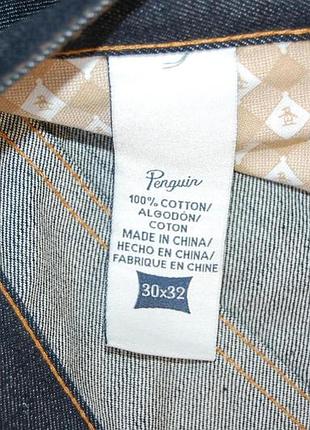 Penguin
100% COTTON/
ALGODÓN/
COTON
MADE IN CHINA/
HECHO EN CHINA/
FABRIQUE EN CHINE
30x32